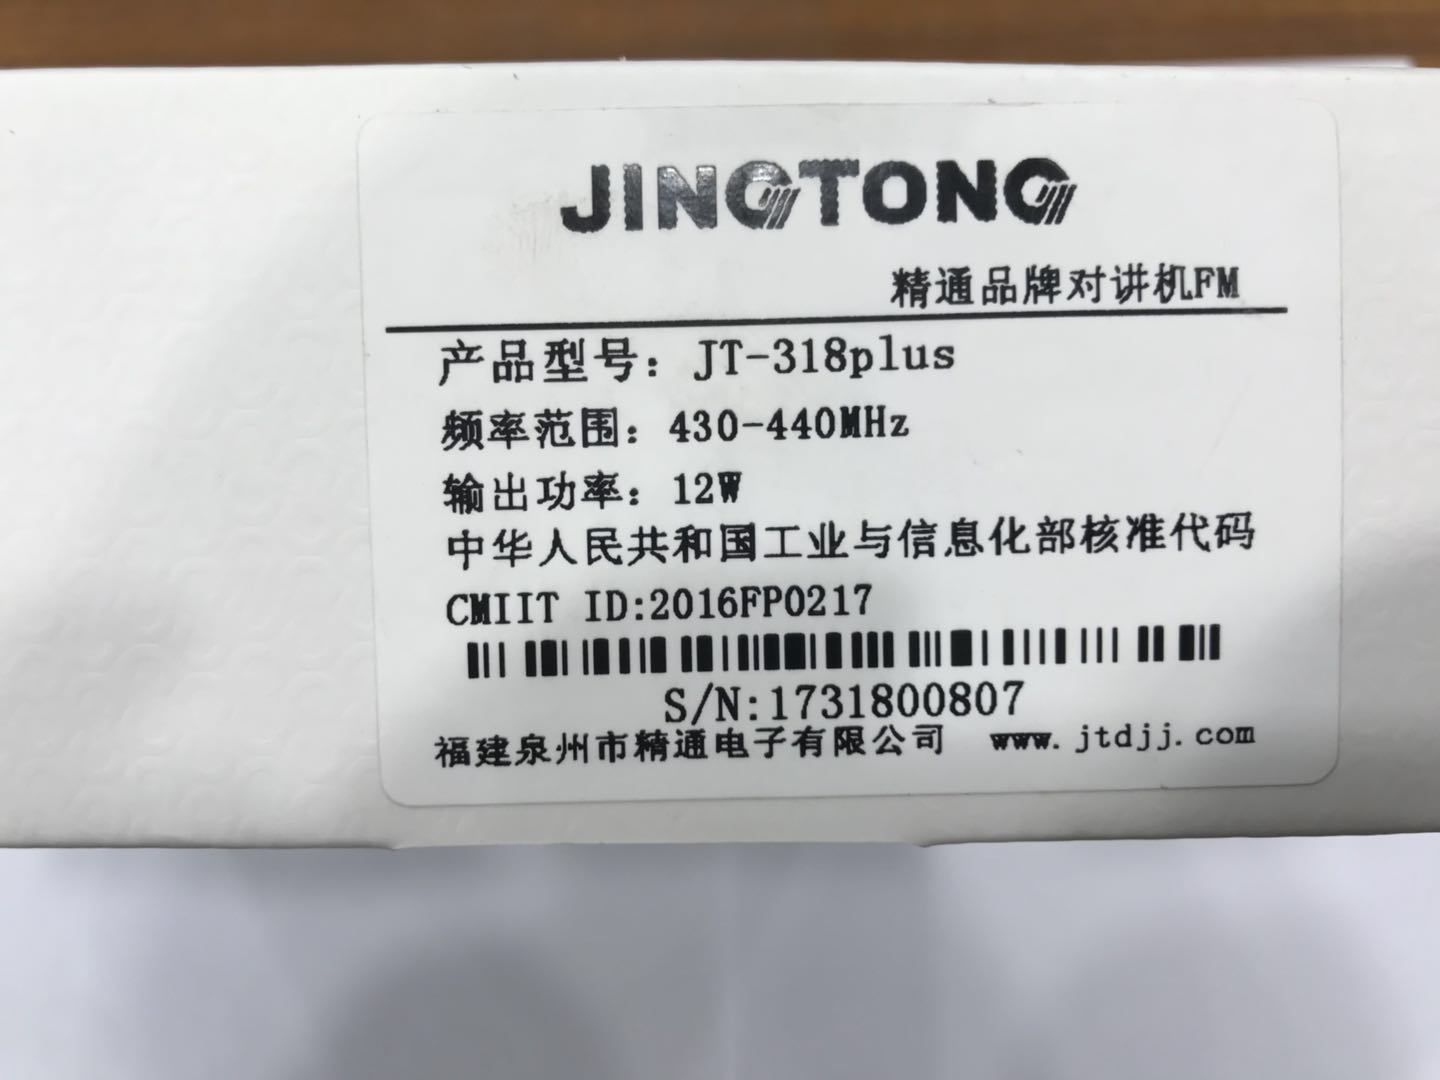 JINGTONG
精通品牌对讲机FM
产品型号：JT-318plus
频率范围：430-440MHz
输出功率：12W
中华人民共和国工业与信息化部核准代码
CMIIT ID:2016FP0217
S/N:1731800807
福建泉州市精通电子有限公司 www.jtdjj.com